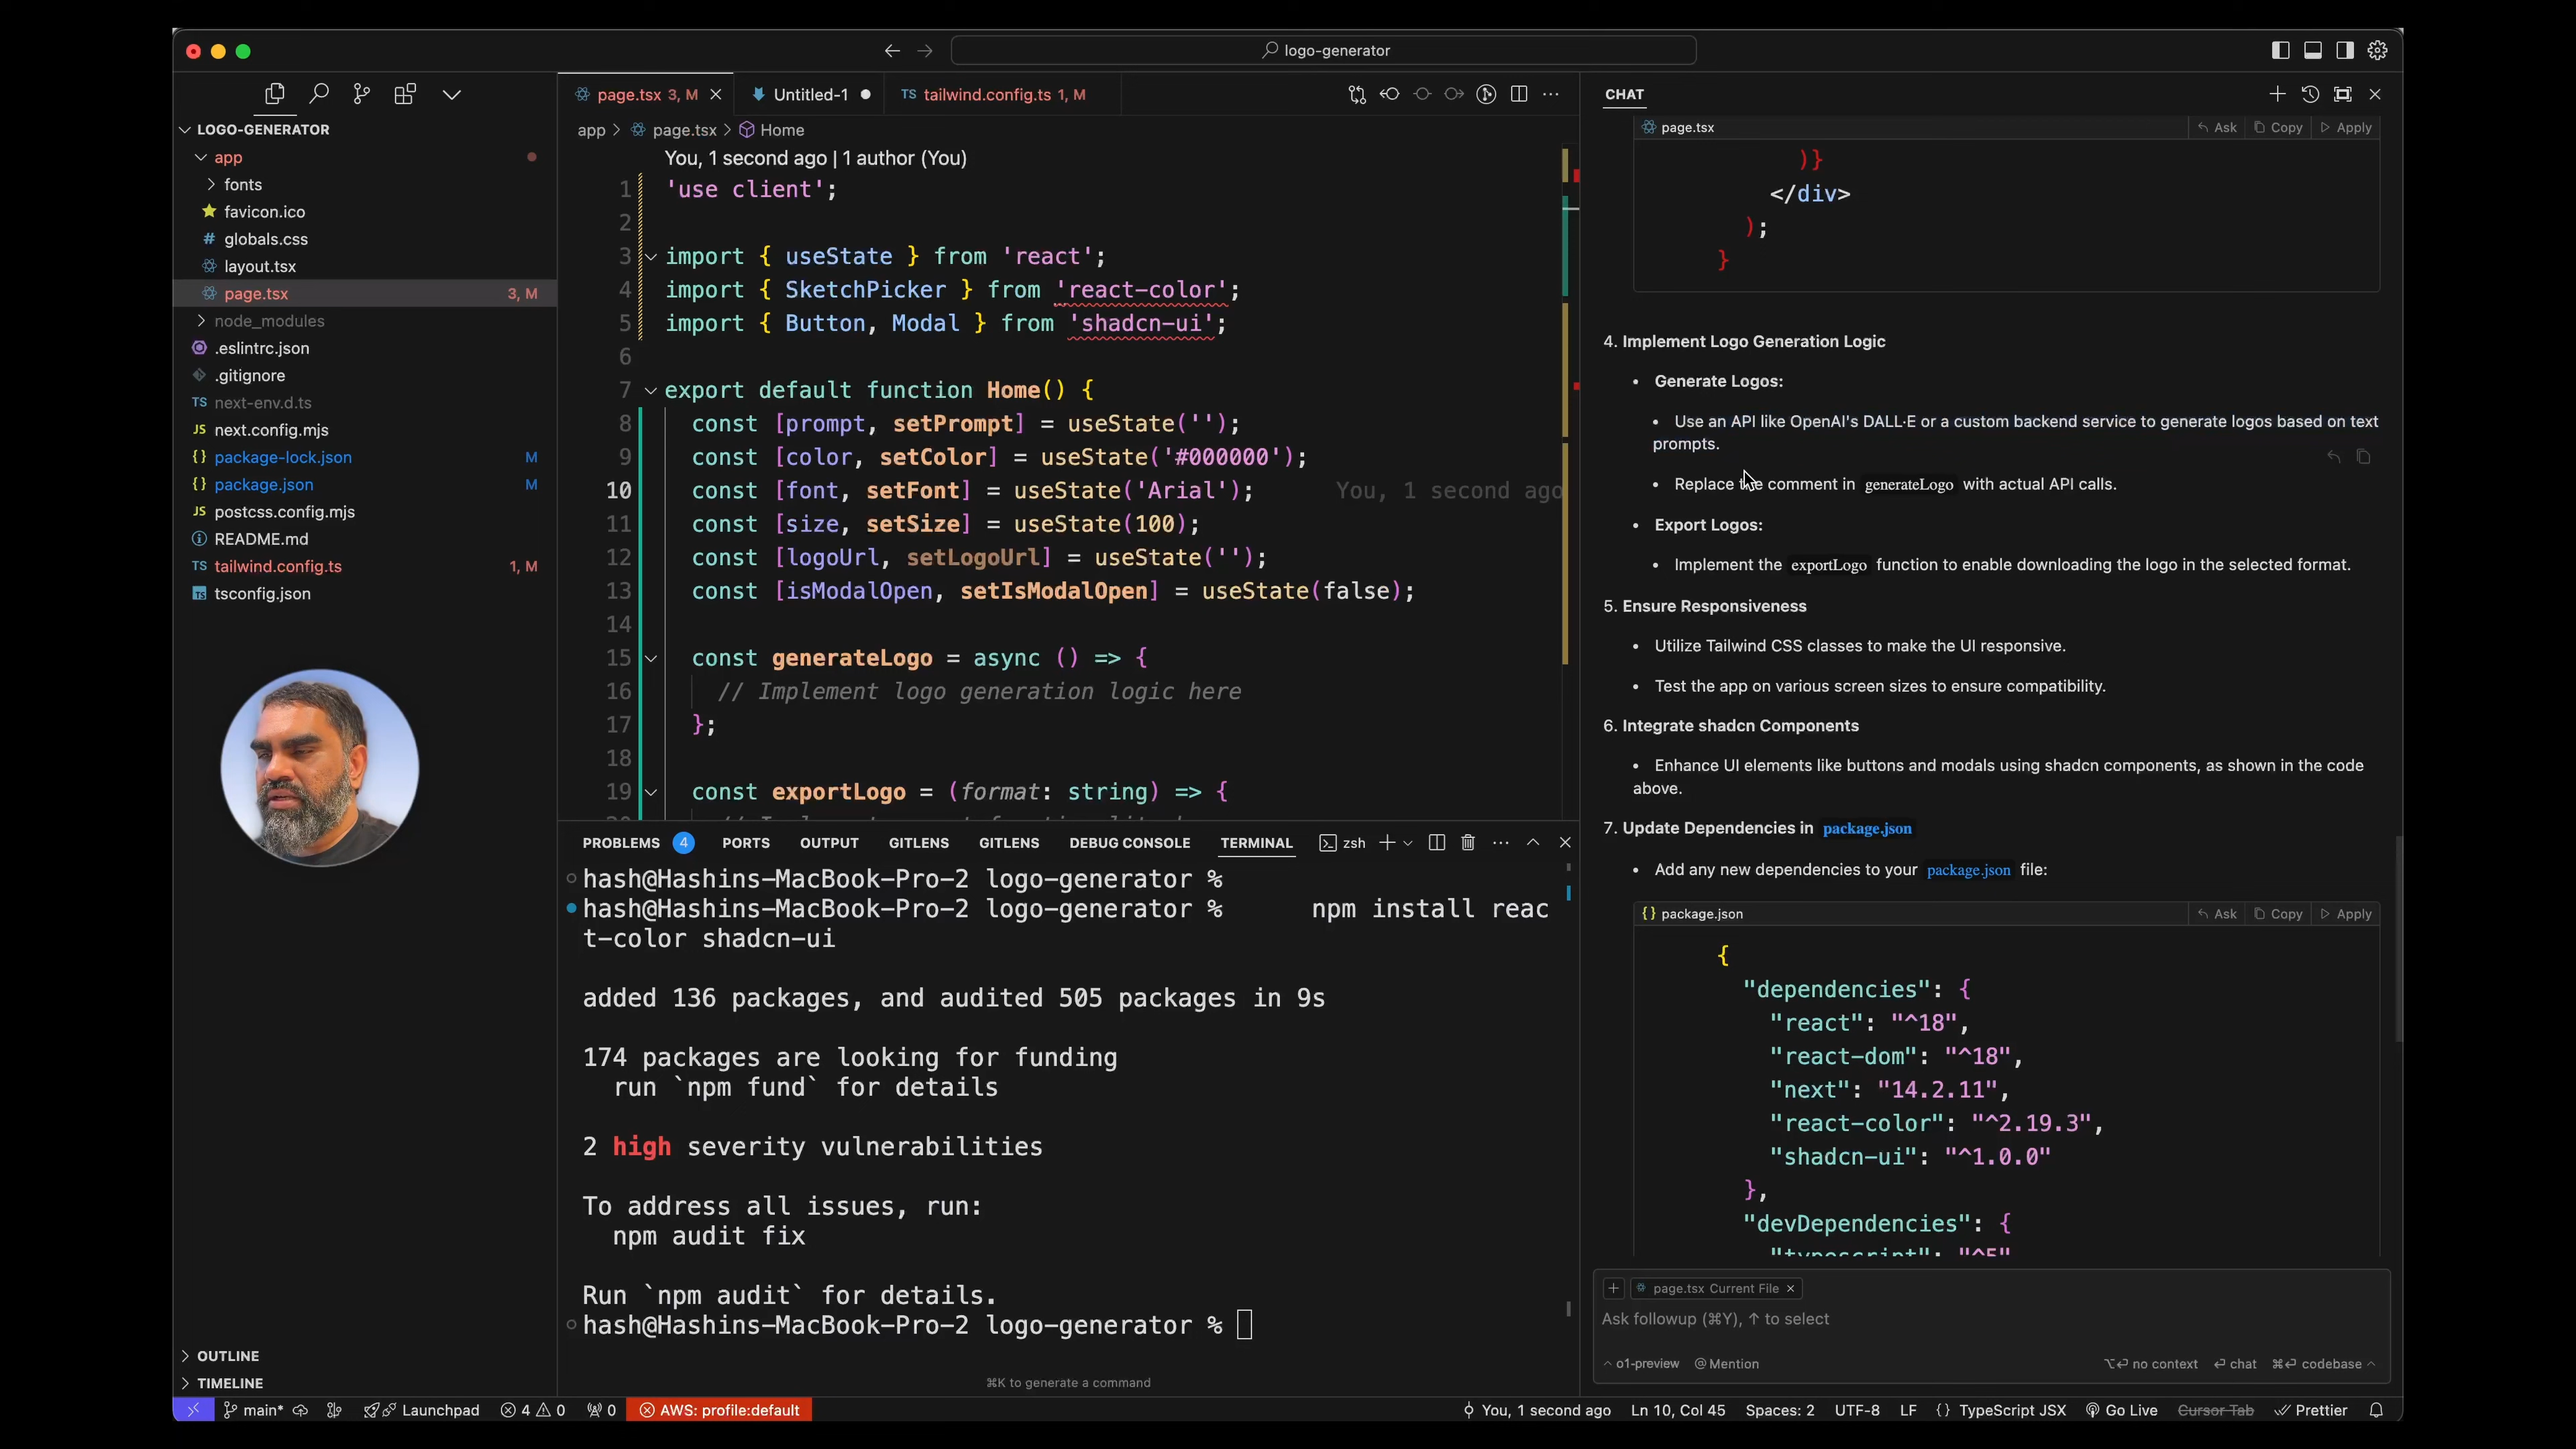 logo-generator
page.tsx 3, M
Untitled-1
TS tailwind.config.ts 1, M
LOGO-GENERATOR
app
fonts
favicon.ico
# globals.css
layout.tsx
page.tsx 3, M
node_modules
.eslintrc.json
.gitignore
TS next-env.d.ts
JS next.config.mjs
{} package-lock.json M
{} package.json M
JS postcss.config.mjs
README.md
TS tailwind.config.ts 1, M
tsconfig.json
OUTLINE
TIMELINE
app > page.tsx > Home
You, 1 second ago | 1 author (You)
1 'use client';
2
3 import { useState } from 'react';
4 import { SketchPicker } from 'react-color';
5 import { Button, Modal } from 'shadcn-ui';
6
7 export default function Home() {
8 const [prompt, setPrompt] = useState('');
9 const [color, setColor] = useState('#000000');
10 const [font, setFont] = useState('Arial'); You, 1 second ago
11 const [size, setSize] = useState(100);
12 const [logoUrl, setLogoUrl] = useState('');
13 const [isModalOpen, setIsModalOpen] = useState(false);
14
15 const generateLogo = async () => {
16 // Implement logo generation logic here
17 };
18
19 const exportLogo = (format: string) => {
PROBLEMS 4 PORTS OUTPUT GITLENS GITLENS DEBUG CONSOLE TERMINAL zsh
hash@Hashins-MacBook-Pro-2 logo-generator %
hash@Hashins-MacBook-Pro-2 logo-generator % npm install reac
t-color shadcn-ui
added 136 packages, and audited 505 packages in 9s
174 packages are looking for funding
run `npm fund` for details
2 high severity vulnerabilities
To address all issues, run:
npm audit fix
Run `npm audit` for details.
hash@Hashins-MacBook-Pro-2 logo-generator %
⌘K to generate a command
CHAT
page.tsx Ask Copy Apply
)}
</div>
);
}
4. Implement Logo Generation Logic
• Generate Logos:
• Use an API like OpenAI's DALL·E or a custom backend service to generate logos based on text
prompts.
• Replace the comment in generateLogo with actual API calls.
• Export Logos:
• Implement the exportLogo function to enable downloading the logo in the selected format.
5. Ensure Responsiveness
• Utilize Tailwind CSS classes to make the UI responsive.
• Test the app on various screen sizes to ensure compatibility.
6. Integrate shadcn Components
• Enhance UI elements like buttons and modals using shadcn components, as shown in the code
above.
7. Update Dependencies in package.json
• Add any new dependencies to your package.json file:
{} package.json Ask Copy Apply
{
"dependencies": {
"react": "^18",
"react-dom": "^18",
"next": "14.2.11",
"react-color": "^2.19.3",
"shadcn-ui": "^1.0.0"
},
"devDependencies": {
"typescript": "^5"
+ page.tsx Current File ×
Ask followup (⌘Y), ↑ to select
^ o1-preview @ Mention ⌥⏎ no context ⏎ chat ⌘⏎ codebase ^
main* Launchpad 4 0 0 AWS: profile:default You, 1 second ago Ln 10, Col 45 Spaces: 2 UTF-8 LF {} TypeScript JSX Go Live Cursor Tab Prettier